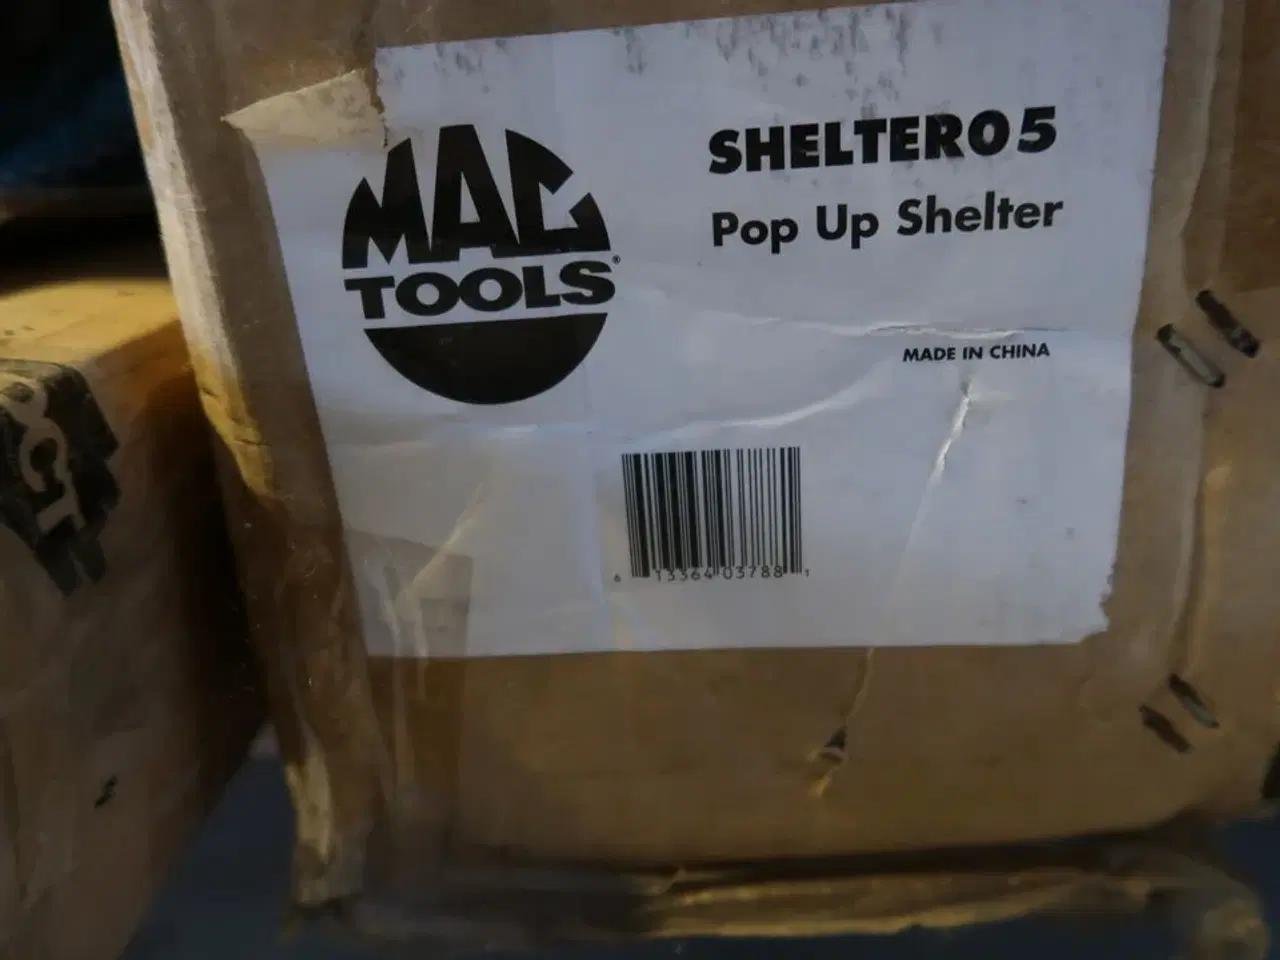 MAC
TOOLS®
SHELTER05
Pop Up Shelter
MADE IN CHINA
6 13364 03788 1